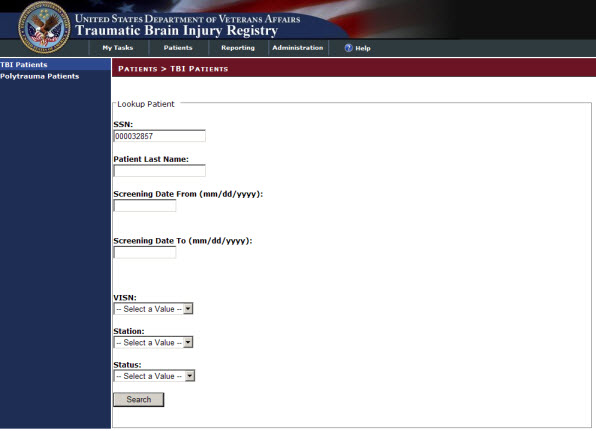 UNITED STATES DEPARTMENT OF VETERANS AFFAIRS
Traumatic Brain Injury Registry
My Tasks Patients Reporting Administration ? Help
TBI Patients
Polytrauma Patients
PATIENTS > TBI PATIENTS
Lookup Patient
SSN:
000032857
Patient Last Name:
Screening Date From (mm/dd/yyyy):
Screening Date To (mm/dd/yyyy):
VISN:
-- Select a Value --
Station:
-- Select a Value --
Status:
-- Select a Value --
Search